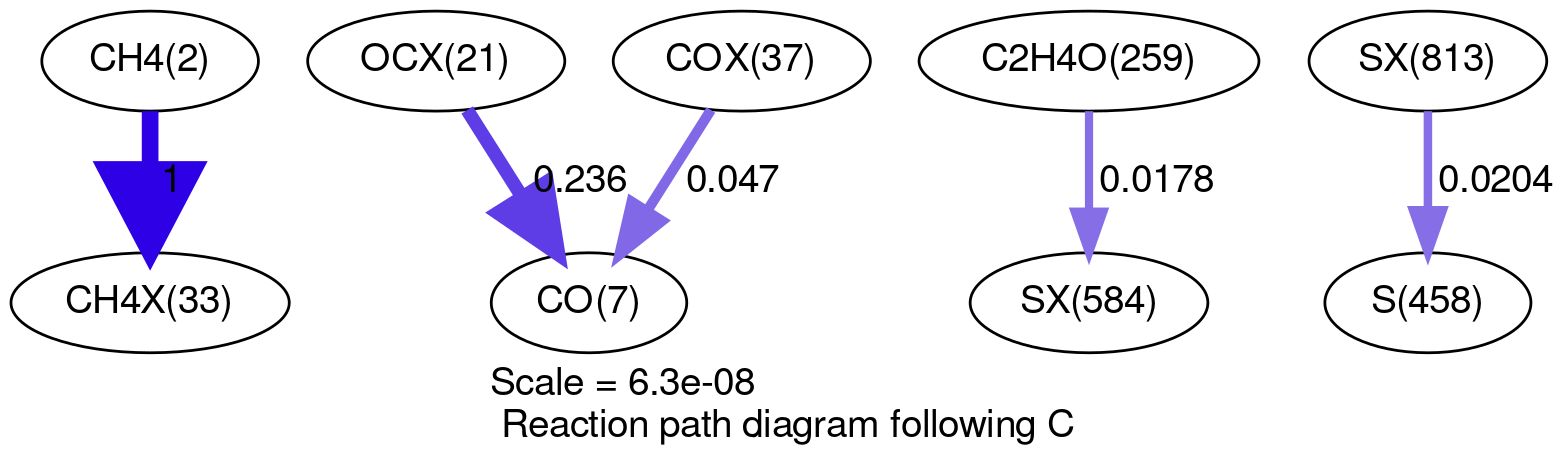 CH4(2)
OCX(21)
COX(37)
C2H4O(259)
SX(813)
1
0.236
0.047
0.0178
0.0204
CH4X(33)
CO(7)
SX(584)
S(458)
Scale = 6.3e-08
Reaction path diagram following C